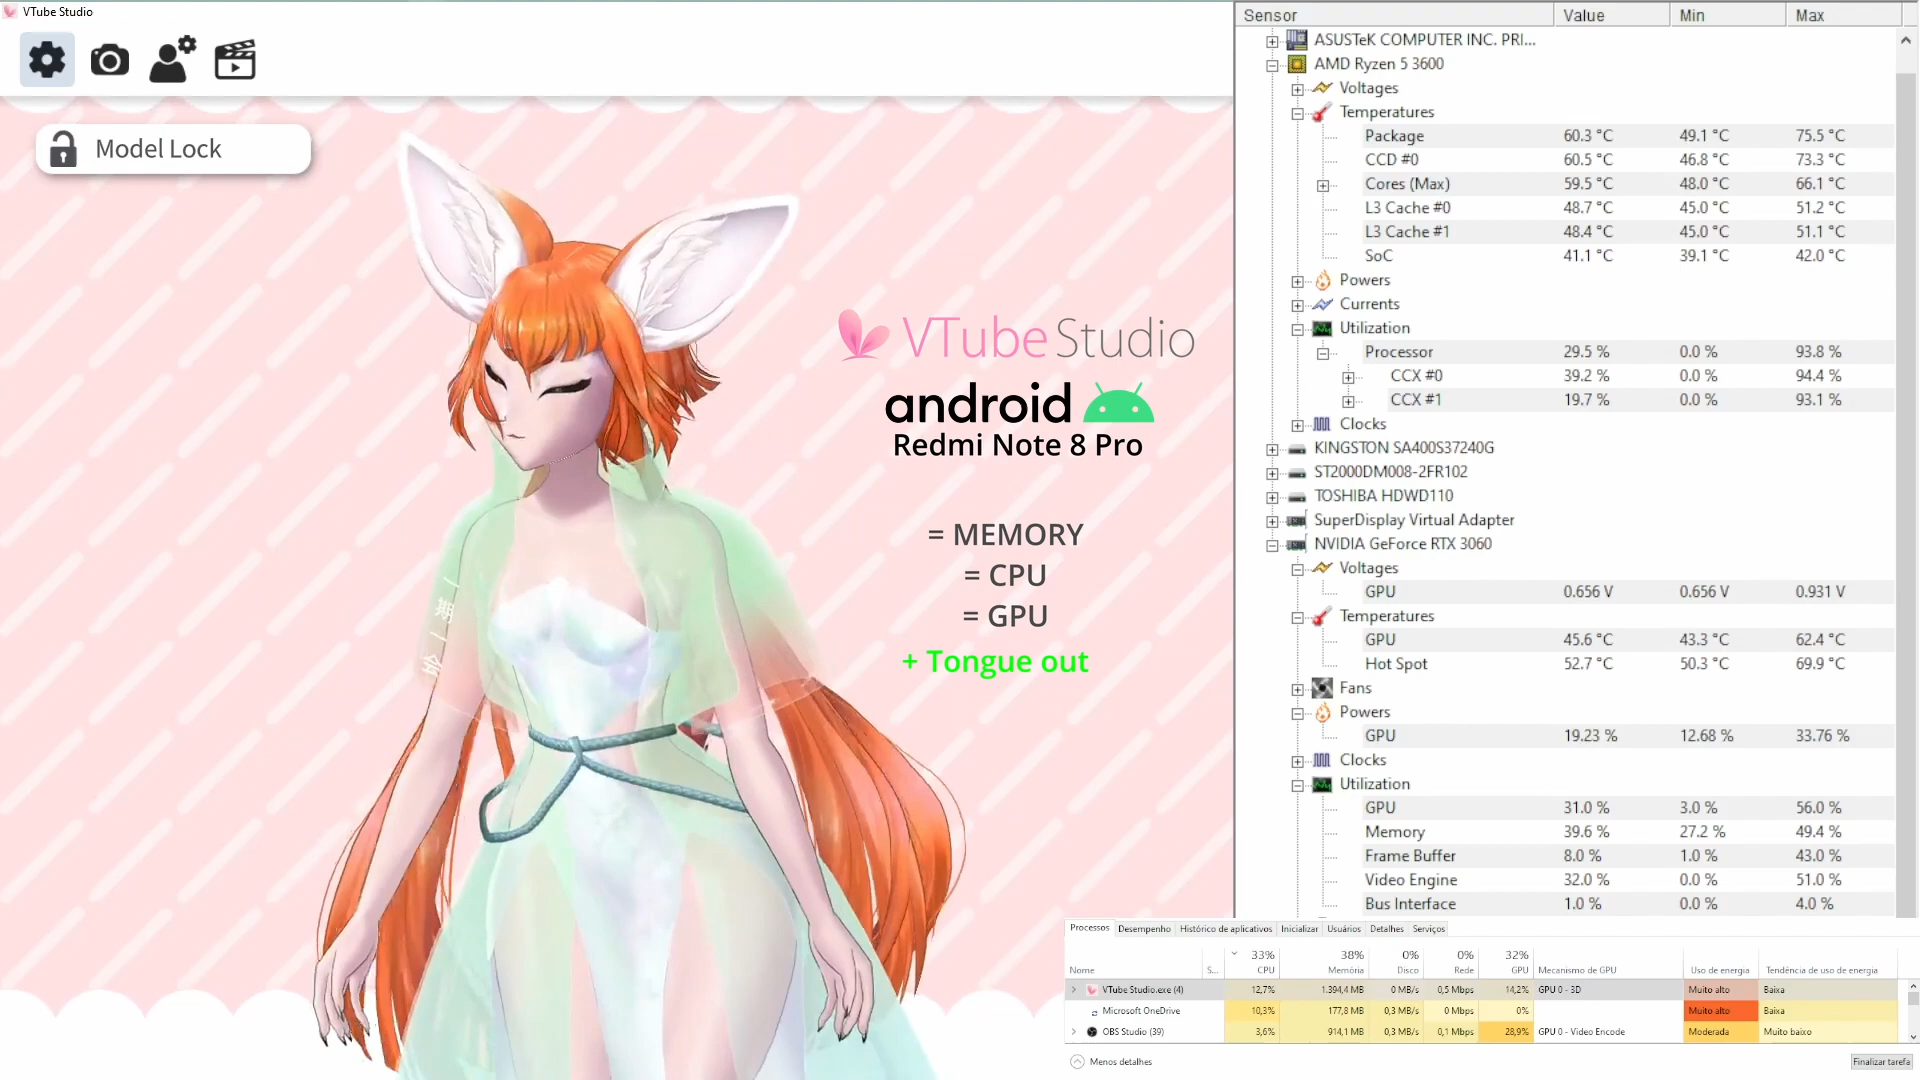 VTube Studio
Model Lock
VTube Studio
android
Redmi Note 8 Pro
= MEMORY
= CPU
= GPU
+ Tongue out
一期一会
Sensor Value Min Max
ASUSTeK COMPUTER INC. PRI...
AMD Ryzen 5 3600
Voltages
Temperatures
Package 60.3 °C 49.1 °C 75.5 °C
CCD #0 60.5 °C 46.8 °C 73.3 °C
Cores (Max) 59.5 °C 48.0 °C 66.1 °C
L3 Cache #0 48.7 °C 45.0 °C 51.2 °C
L3 Cache #1 48.4 °C 45.0 °C 51.1 °C
SoC 41.1 °C 39.1 °C 42.0 °C
Powers
Currents
Utilization
Processor 29.5 % 0.0 % 93.8 %
CCX #0 39.2 % 0.0 % 94.4 %
CCX #1 19.7 % 0.0 % 93.1 %
Clocks
KINGSTON SA400S37240G
ST2000DM008-2FR102
TOSHIBA HDWD110
SuperDisplay Virtual Adapter
NVIDIA GeForce RTX 3060
Voltages
GPU 0.656 V 0.656 V 0.931 V
Temperatures
GPU 45.6 °C 43.3 °C 62.4 °C
Hot Spot 52.7 °C 50.3 °C 69.9 °C
Fans
Powers
GPU 19.23 % 12.68 % 33.76 %
Clocks
Utilization
GPU 31.0 % 3.0 % 56.0 %
Memory 39.6 % 27.2 % 49.4 %
Frame Buffer 8.0 % 1.0 % 43.0 %
Video Engine 32.0 % 0.0 % 51.0 %
Bus Interface 1.0 % 0.0 % 4.0 %
Processos Desempenho Histórico de aplicativos Inicializar Usuários Detalhes Serviços
33% 38% 0% 0% 32%
Nome S... CPU Memória Disco Rede GPU Mecanismo de GPU Uso de energia Tendência de uso de energia
VTube Studio.exe (4) 12,7% 1.394,4 MB 0 MB/s 0,5 Mbps 14,2% GPU 0 - 3D Muito alto Baixa
Microsoft OneDrive 10,3% 177,8 MB 0,3 MB/s 0 Mbps 0% Muito alto Baixa
OBS Studio (39) 3,6% 914,1 MB 0,3 MB/s 0,1 Mbps 28,9% GPU 0 - Video Encode Moderada Muito baixo
Menos detalhes Finalizar tarefa